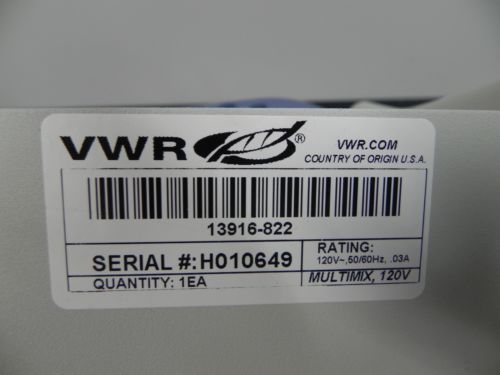 VWR®
VWR.COM
COUNTRY OF ORIGIN U.S.A.
13916-822
SERIAL #:H010649
QUANTITY: 1EA
RATING:
120V~,50/60Hz, .03A
MULTIMIX, 120V